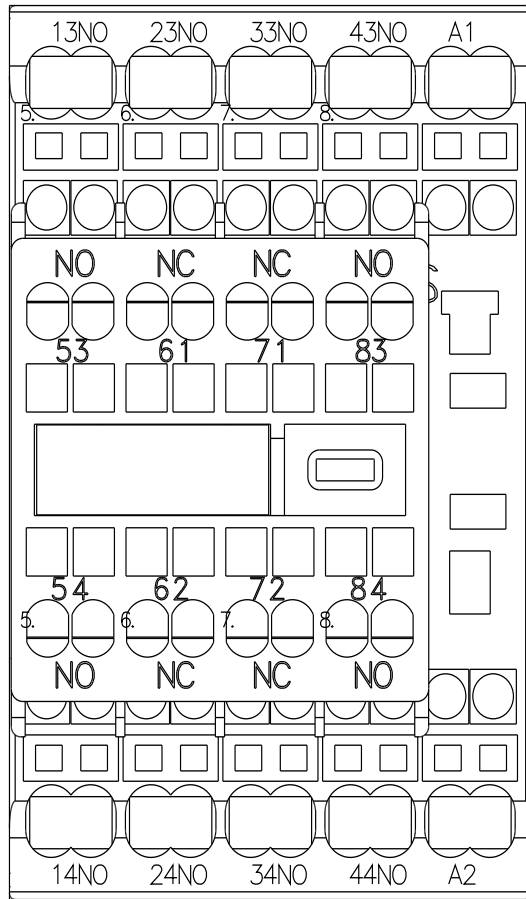 13NO 23NO 33NO 43NO A1
5. 6. 7. 8.
NO NC NC NO
53 61 71 83
54 62 72 84
5. 6. 7. 8.
NO NC NC NO
14NO 24NO 34NO 44NO A2